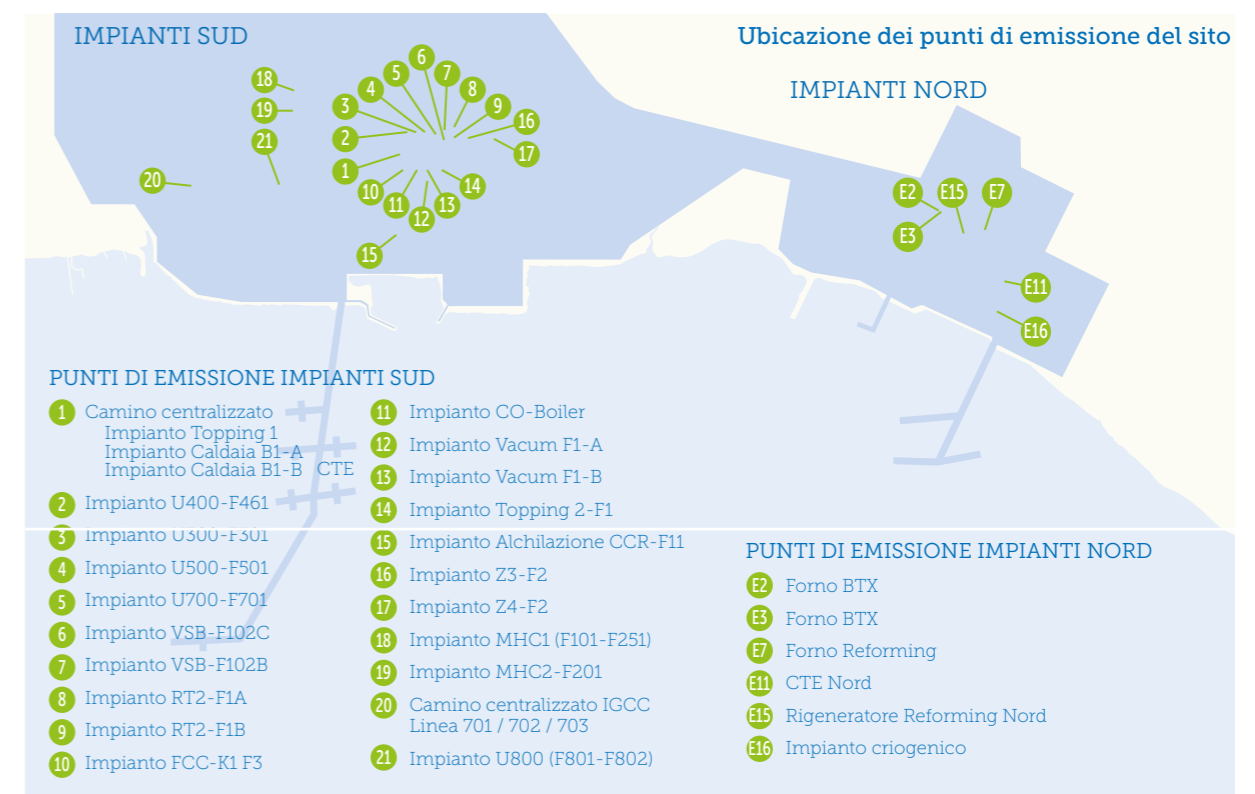 IMPIANTI SUD
Ubicazione dei punti di emissione del sito
IMPIANTI NORD
6
5
7
18
4
8
3
9
19
16
2
21
17
1
20
10
14
11
13
12
15
E2
E15
E7
E3
E11
E16
PUNTI DI EMISSIONE IMPIANTI SUD
1 Camino centralizzato
Impianto Topping 1
Impianto Caldaia B1-A
Impianto Caldaia B1-B CTE
2 Impianto U400-F461
3 Impianto U300-F301
4 Impianto U500-F501
5 Impianto U700-F701
6 Impianto VSB-F102C
7 Impianto VSB-F102B
8 Impianto RT2-F1A
9 Impianto RT2-F1B
10 Impianto FCC-K1 F3
11 Impianto CO-Boiler
12 Impianto Vacum F1-A
13 Impianto Vacum F1-B
14 Impianto Topping 2-F1
15 Impianto Alchilazione CCR-F11
16 Impianto Z3-F2
17 Impianto Z4-F2
18 Impianto MHC1 (F101-F251)
19 Impianto MHC2-F201
20 Camino centralizzato IGCC
Linea 701 / 702 / 703
21 Impianto U800 (F801-F802)
PUNTI DI EMISSIONE IMPIANTI NORD
E2 Forno BTX
E3 Forno BTX
E7 Forno Reforming
E11 CTE Nord
E15 Rigeneratore Reforming Nord
E16 Impianto criogenico